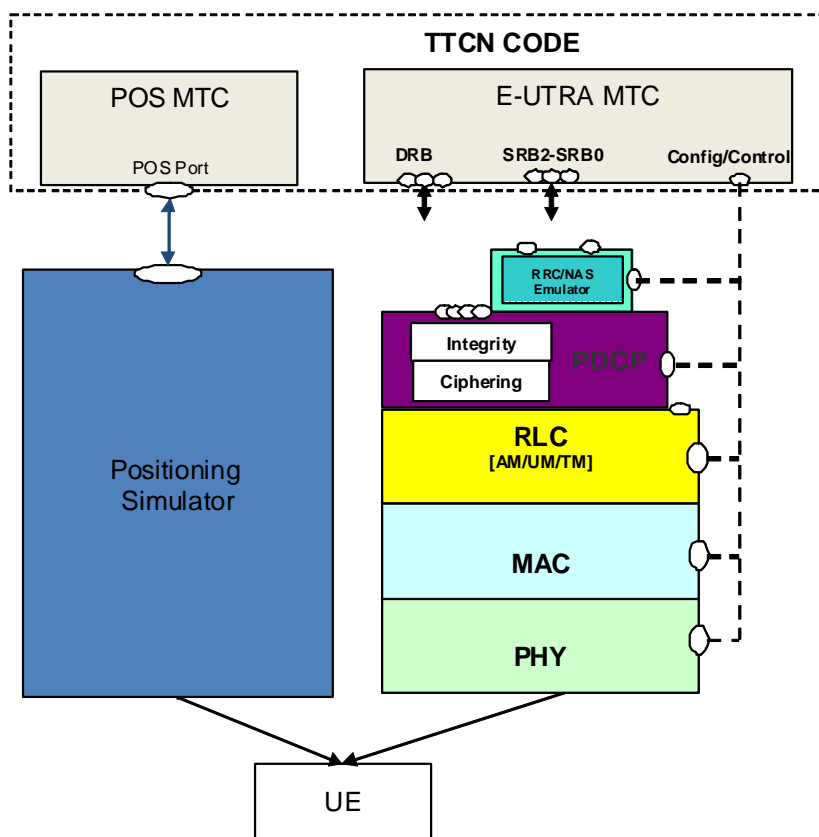 TTCN CODE
POS MTC
POS Port
E-UTRA MTC
DRB
SRB2-SRB0
Config/Control
RRC/NAS
Emulator
Integrity
Ciphering
PDCP
RLC
[AM/UM/TM]
MAC
PHY
Positioning
Simulator
UE